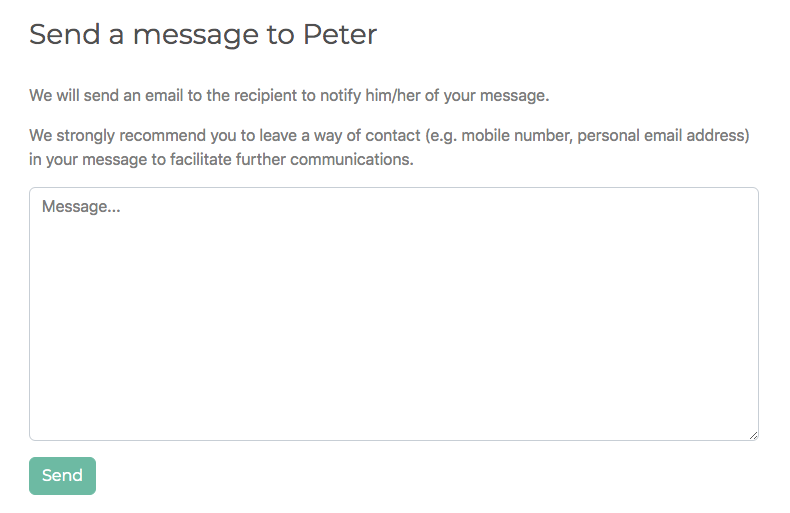 Send a message to Peter
We will send an email to the recipient to notify him/her of your message.
We strongly recommend you to leave a way of contact (e.g. mobile number, personal email address)
in your message to facilitate further communications.
Message...
Send